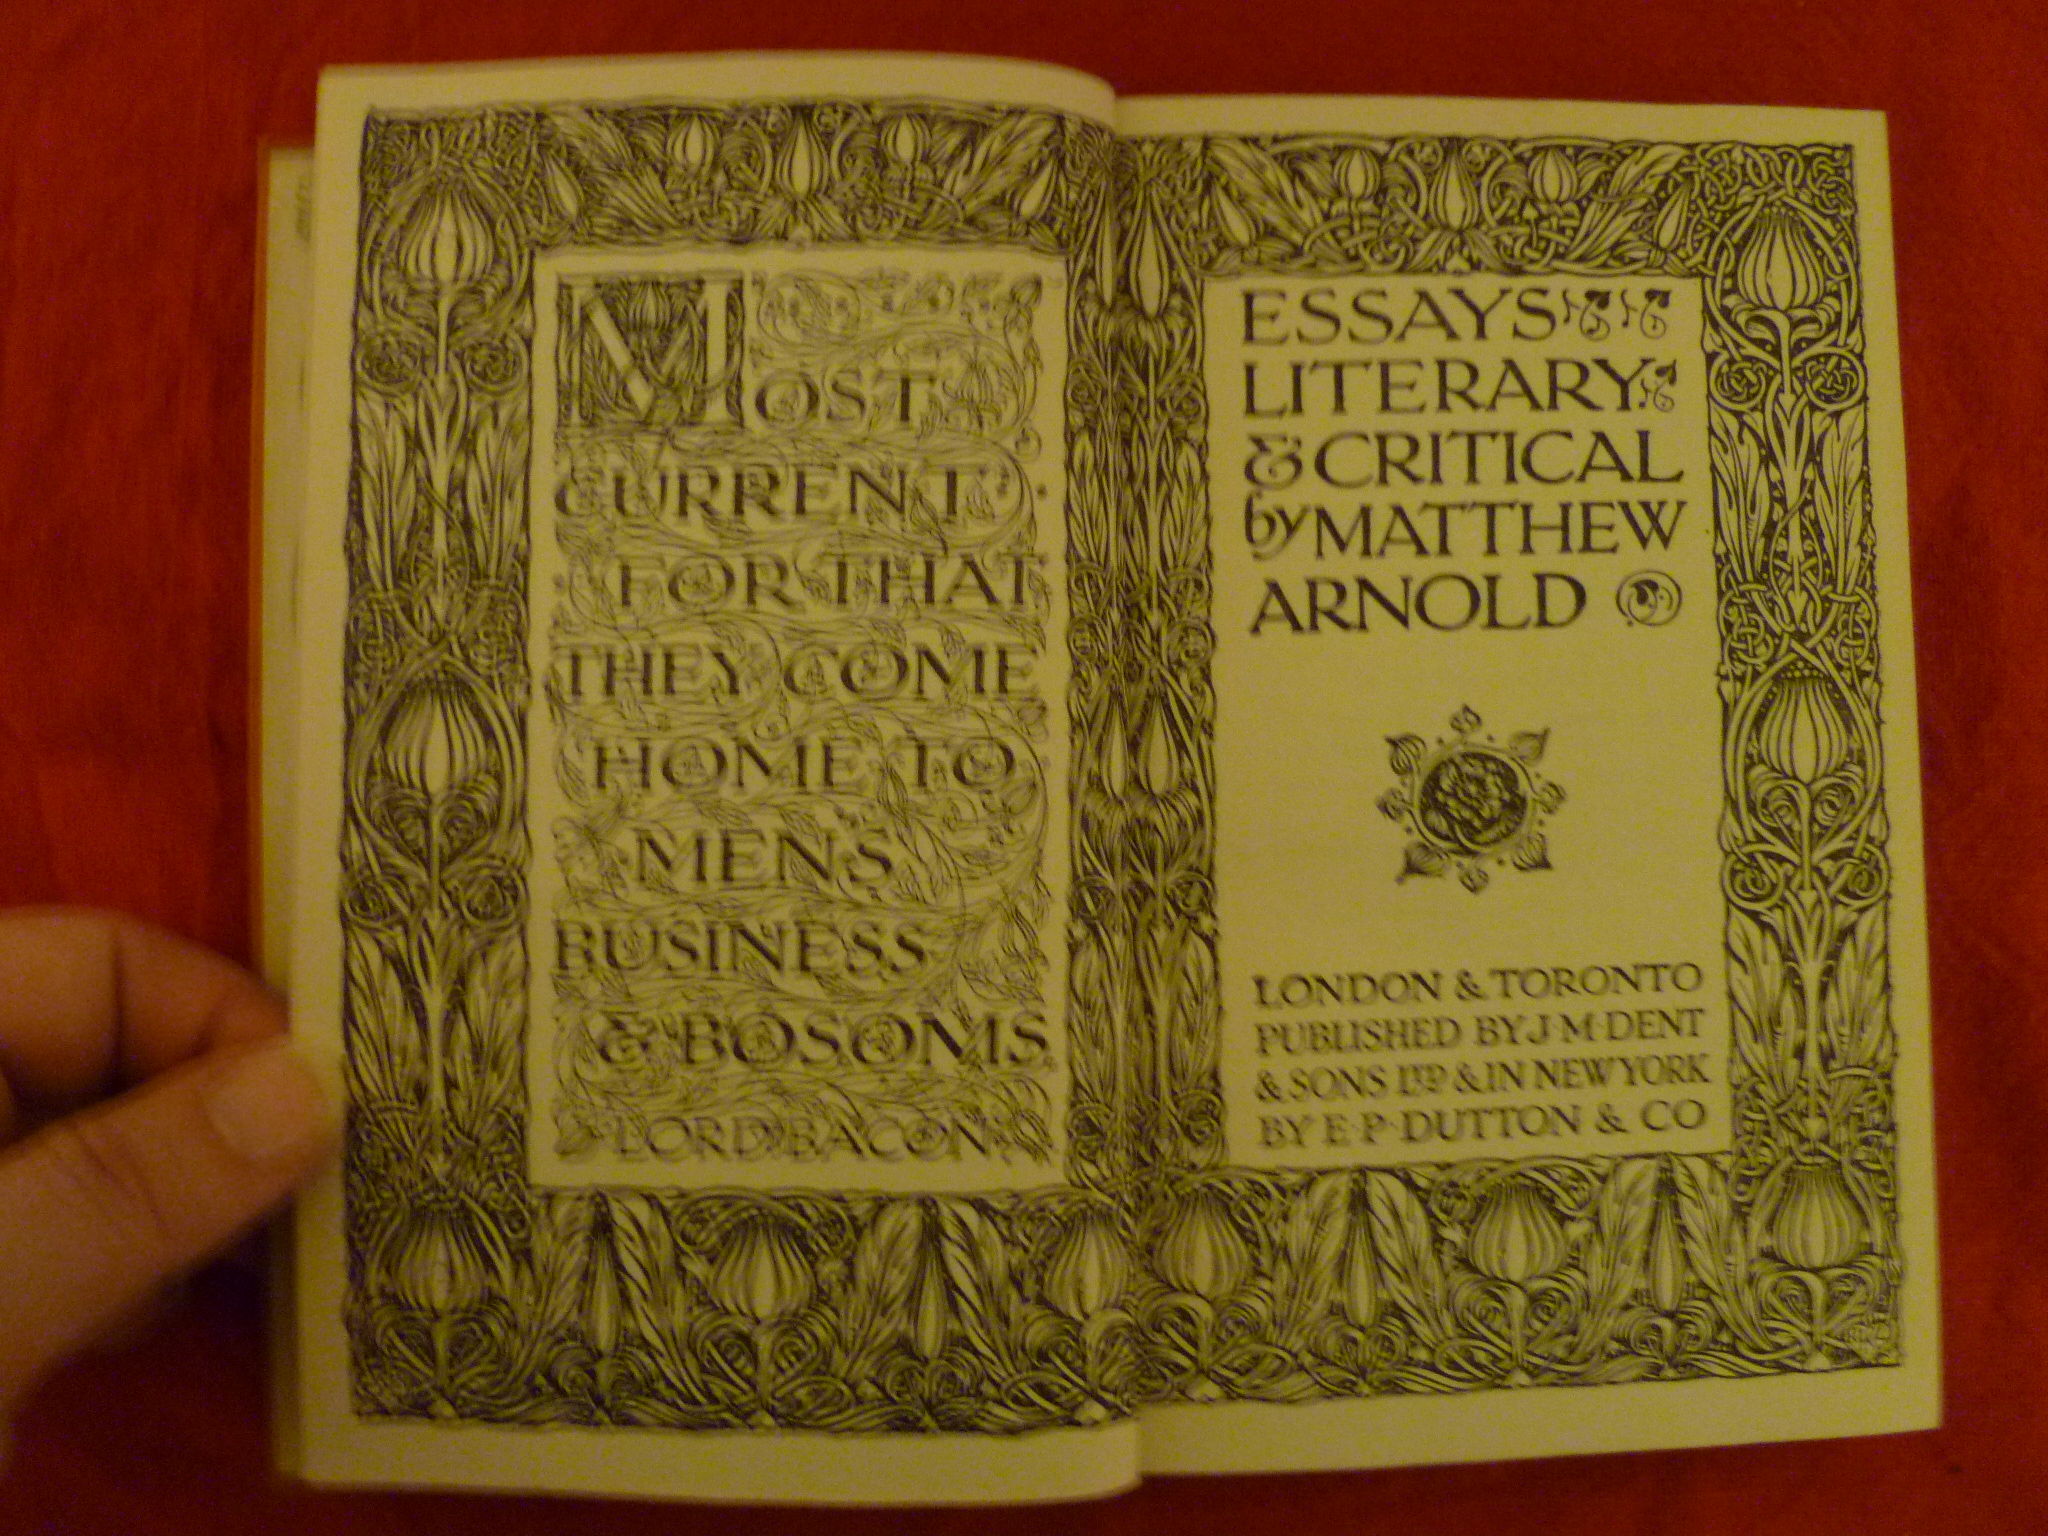 MOST
CURRENT
FOR THAT
THEY COME
HOME TO
MENS
BUSINESS
& BOSOMS
LORD BACON
ESSAYS
LITERARY
& CRITICAL
by MATTHEW
ARNOLD
LONDON & TORONTO
PUBLISHED BY J·M·DENT
& SONS LTD & IN NEW YORK
BY E·P·DUTTON & CO